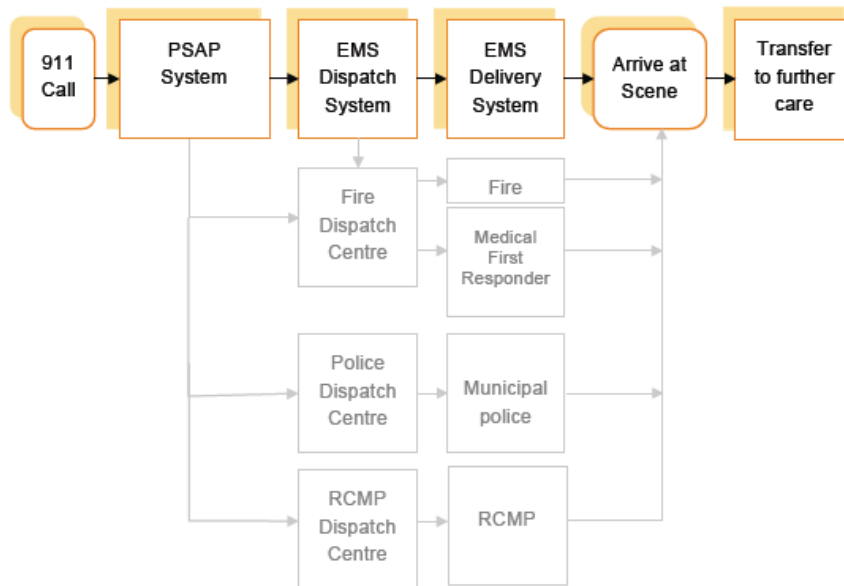 911
Call
PSAP
System
EMS
Dispatch
System
EMS
Delivery
System
Arrive at
Scene
Transfer
to further
care
Fire
Dispatch
Centre
Fire
Medical
First
Responder
Police
Dispatch
Centre
Municipal
police
RCMP
Dispatch
Centre
RCMP